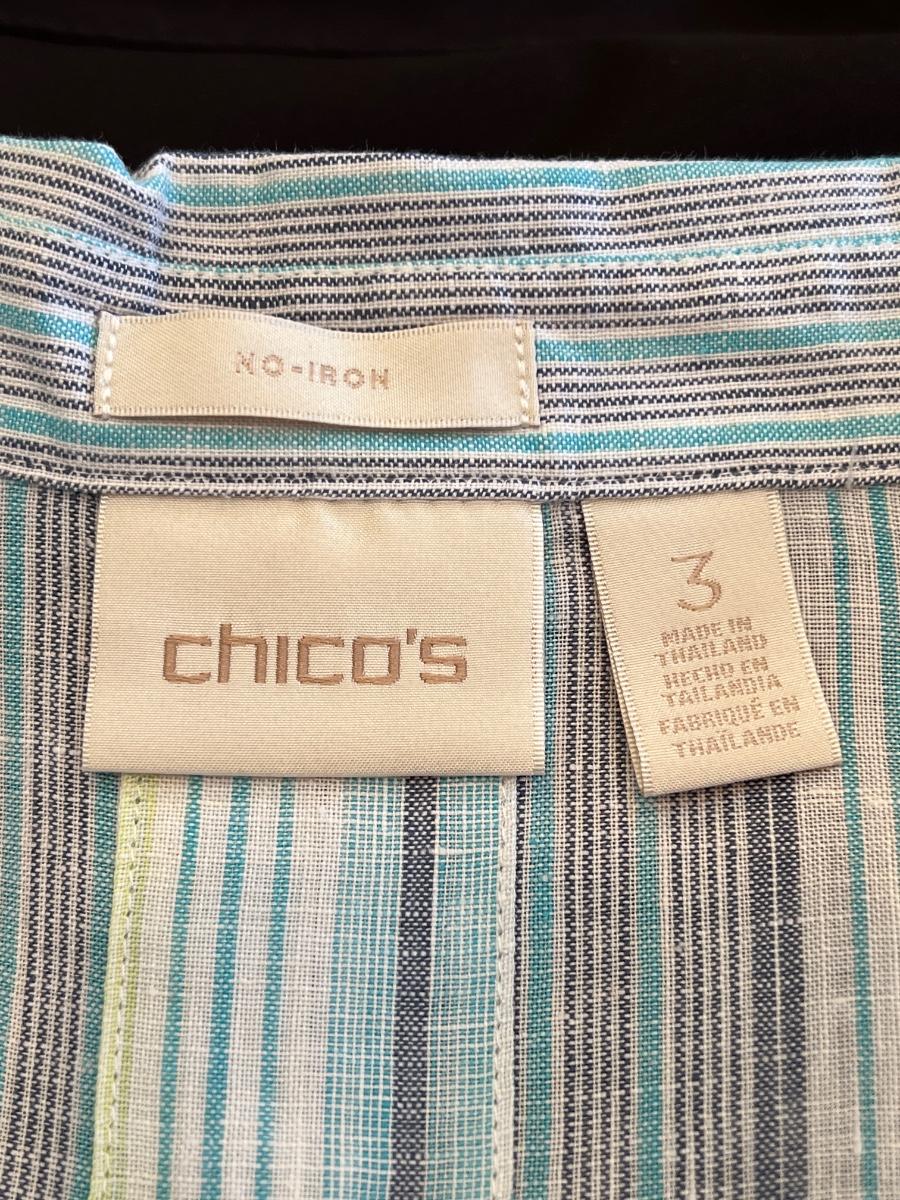 NO-IRON
chico's
3
MADE IN
THAILAND
HECHO EN
TAILANDIA
FABRIQUÉ EN
THAÏLANDE